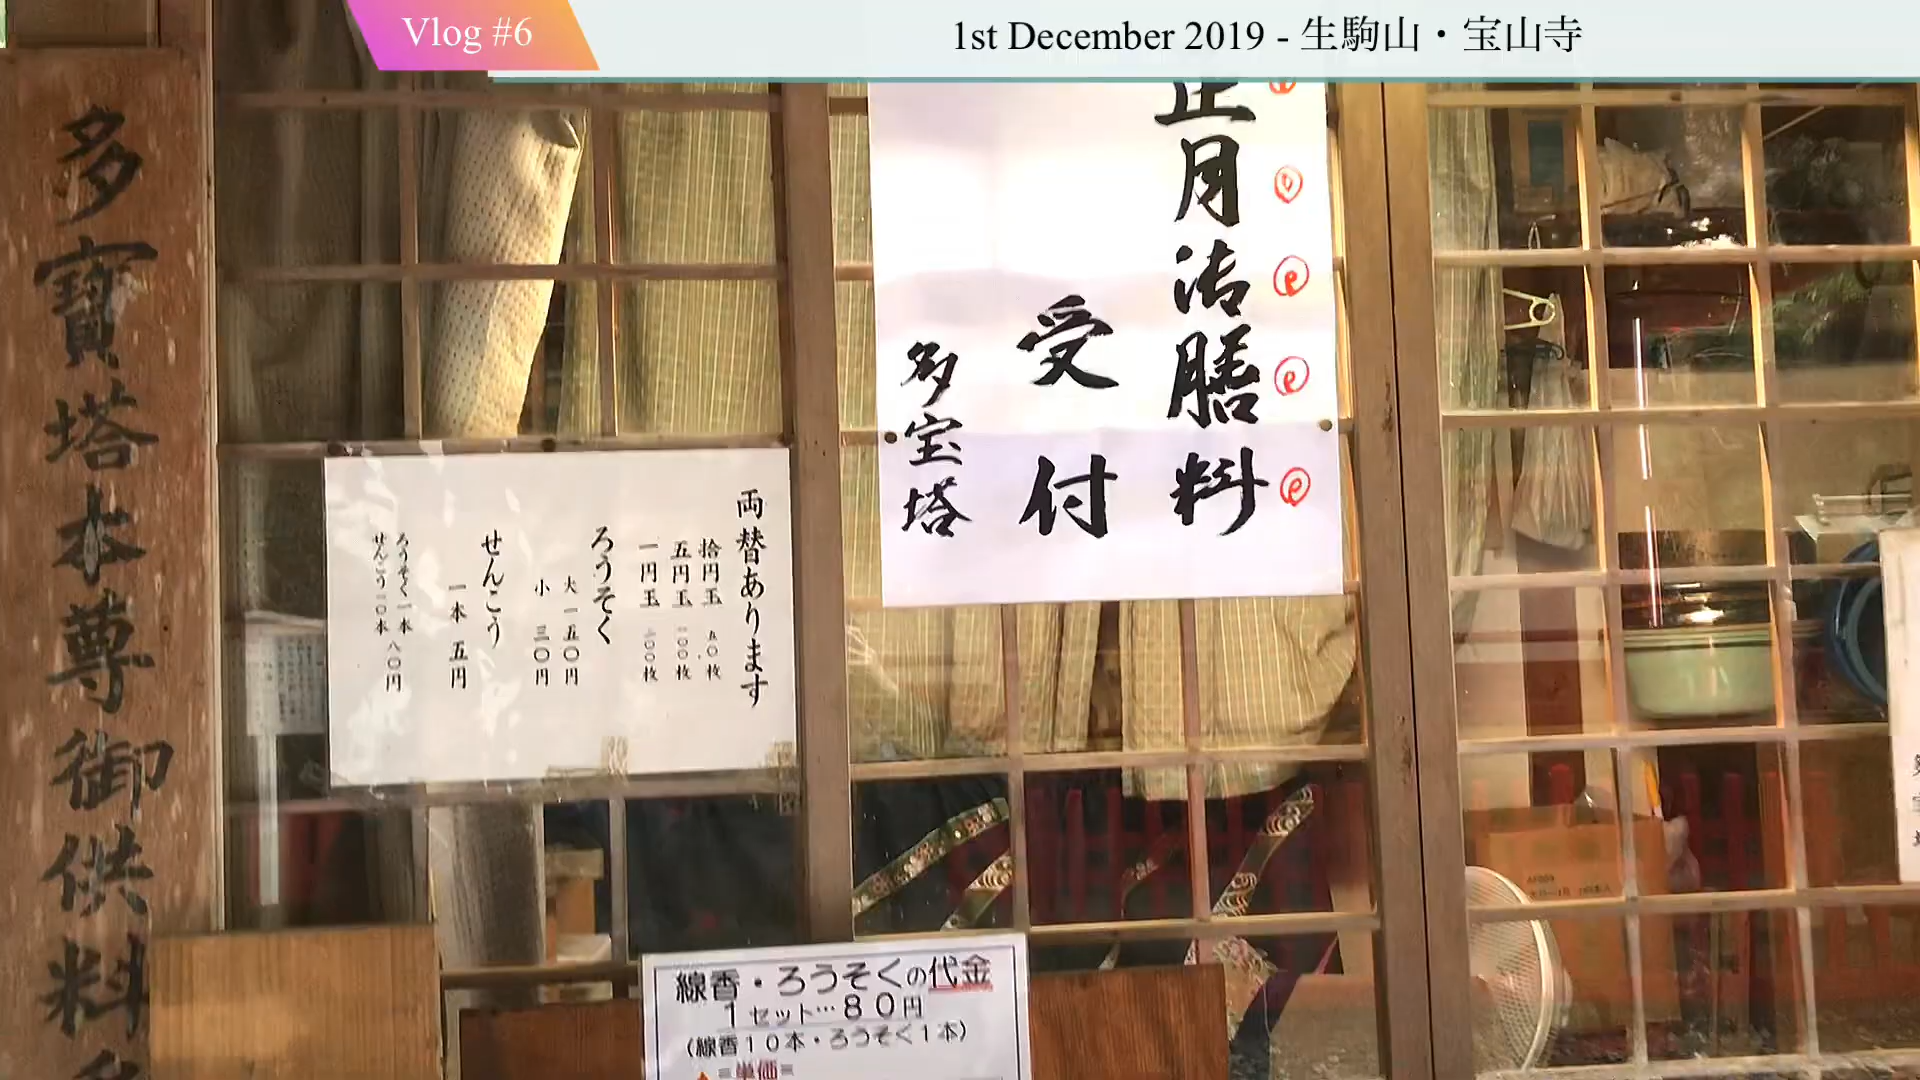 Vlog #6
1st December 2019 - 生駒山・宝山寺
多寳塔本尊御供料
正月法膳料
受付
多宝塔
両替あります
拾円玉 五〇枚
五円玉 一〇〇枚
一円玉 一〇〇枚
ろうそく
大 一五〇円
小 三〇円
せんこう
一本 五円
ろうそく一本
せんこう一〇本 八〇円
線香・ろうそくの代金
1セット…80円
(線香10本・ろうそく1本)
=単価=